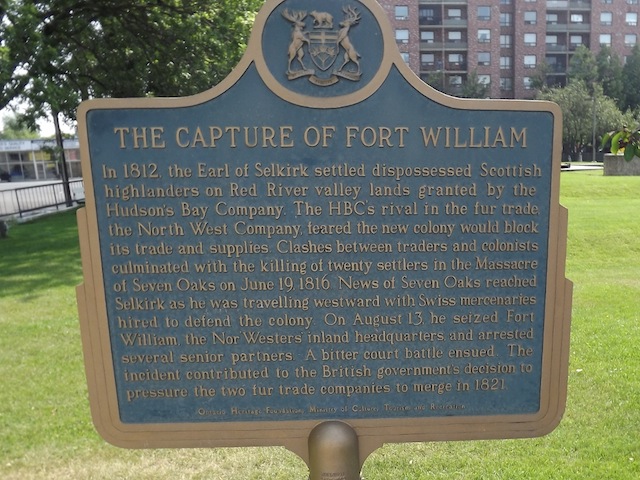 THE CAPTURE OF FORT WILLIAM
In 1812, the Earl of Selkirk settled dispossessed Scottish
highlanders on Red River valley lands granted by the
Hudson's Bay Company. The HBC's rival in the fur trade,
the North West Company, feared the new colony would block
its trade and supplies. Clashes between traders and colonists
culminated with the killing of twenty settlers in the Massacre
of Seven Oaks on June 19, 1816. News of Seven Oaks reached
Selkirk as he was travelling westward with Swiss mercenaries
hired to defend the colony. On August 13, he seized Fort
William, the Nor'Westers' inland headquarters, and arrested
several senior partners. A bitter court battle ensued. The
incident contributed to the British government's decision to
pressure the two fur trade companies to merge in 1821.
Ontario Heritage Foundation, Ministry of Culture, Tourism and Recreation